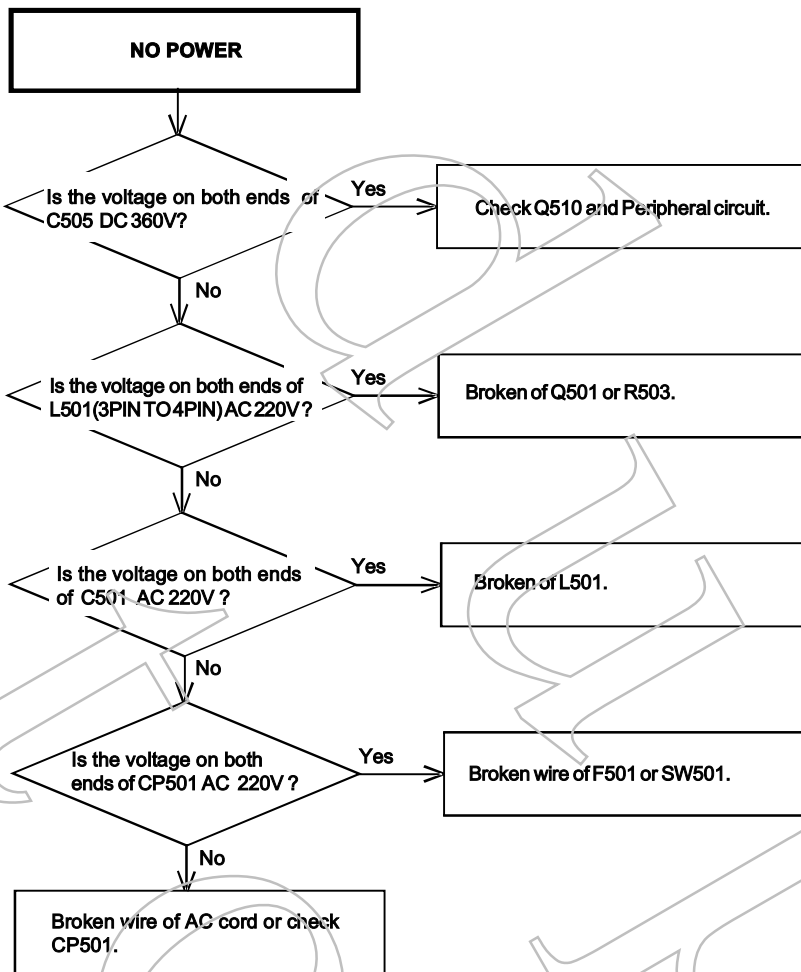 NO POWER
Is the voltage on both ends of
C505 DC 360V?
Yes
Check Q510 and Peripheral circuit.
No
Is the voltage on both ends of
L501(3PIN TO 4PIN) AC 220V ?
Yes
Broken of Q501 or R503.
No
Is the voltage on both ends
of C501 AC 220V ?
Yes
Broken of L501.
No
Is the voltage on both
ends of CP501 AC 220V ?
Yes
Broken wire of F501 or SW501.
No
Broken wire of AC cord or check
CP501.